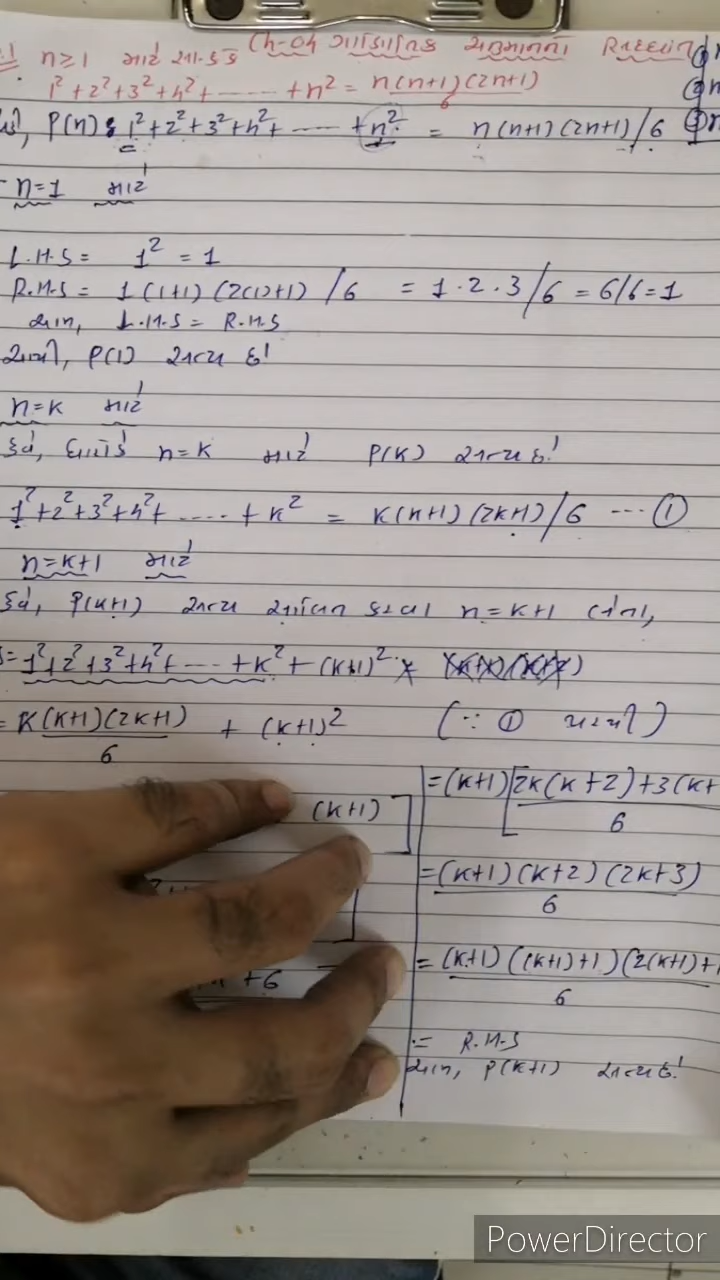 Ch-04 ગાણિતિક અનુમાનનો સિદ્ધાંત
.1 n≥1 માટે સા.કરો
1²+2²+3²+4²+ ------ +n² = n(n+1)(2n+1)/6
P(n): 1²+2²+3²+4²+ ---- +n² = n(n+1)(2n+1)/6
n=1 માટે
L.H.S = 1² = 1
R.H.S = 1(1+1)(2(1)+1)/6 = 1·2·3/6 = 6/6=1
આમ, L.H.S = R.H.S
આથી, P(1) સત્ય છે
n=k માટે
હવે, ધારો કે n=k માટે P(k) સત્ય છે.
1²+2²+3²+4²+ ..... + k² = k(k+1)(2k+1)/6 ---①
n=k+1 માટે
હવે, P(k+1) સત્ય સાબિત કરવા n=k+1 લેતાં,
=1²+2²+3²+4²+ --- +k²+(k+1)²
= k(k+1)(2k+1)/6 + (k+1)² (∵ ① પરથી)
(k+1)]
+6
=(k+1)[2k(k+2)+3(k+
6
=(k+1)(k+2)(2k+3)
6
=(k+1)((k+1)+1)(2(k+1)+1
6
= R.H.S
આમ, P(k+1) સત્ય છે.
PowerDirector